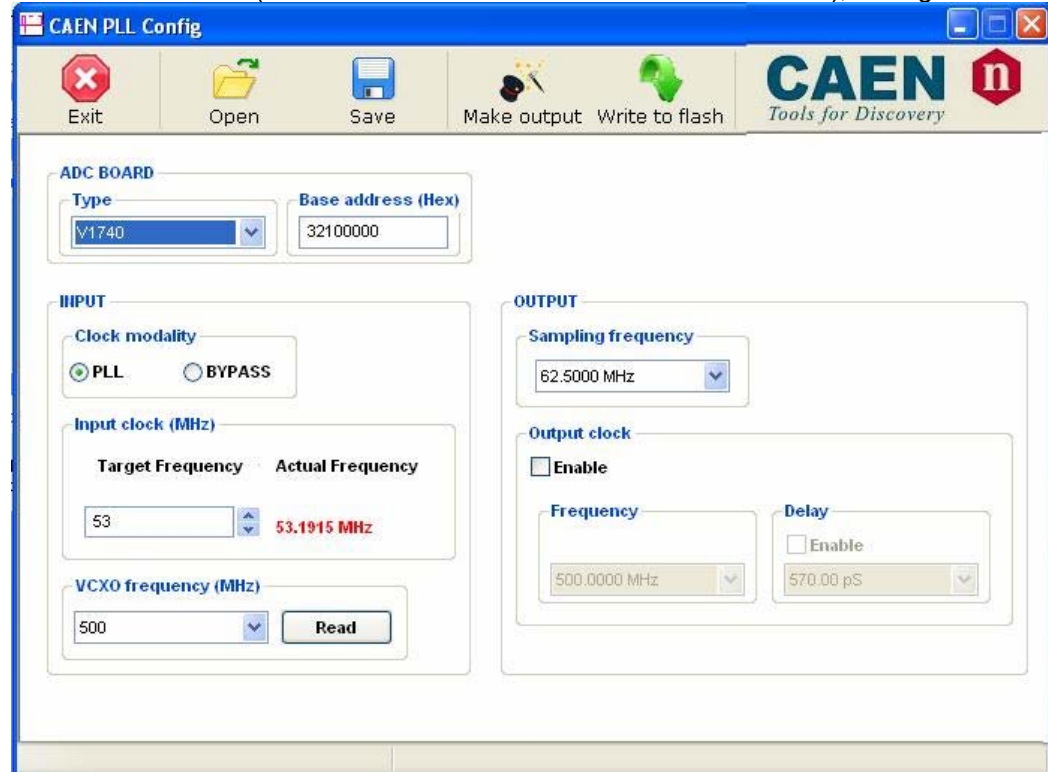 CAEN PLL Config
Exit Open Save Make output Write to flash
CAEN n
Tools for Discovery
ADC BOARD
Type Base address (Hex)
V1740 32100000
INPUT
Clock modality
PLL BYPASS
Input clock (MHz)
Target Frequency Actual Frequency
53 53.1915 MHz
VCXO frequency (MHz)
500 Read
OUTPUT
Sampling frequency
62.5000 MHz
Output clock
Enable
Frequency Delay
Enable
500.0000 MHz 570.00 pS